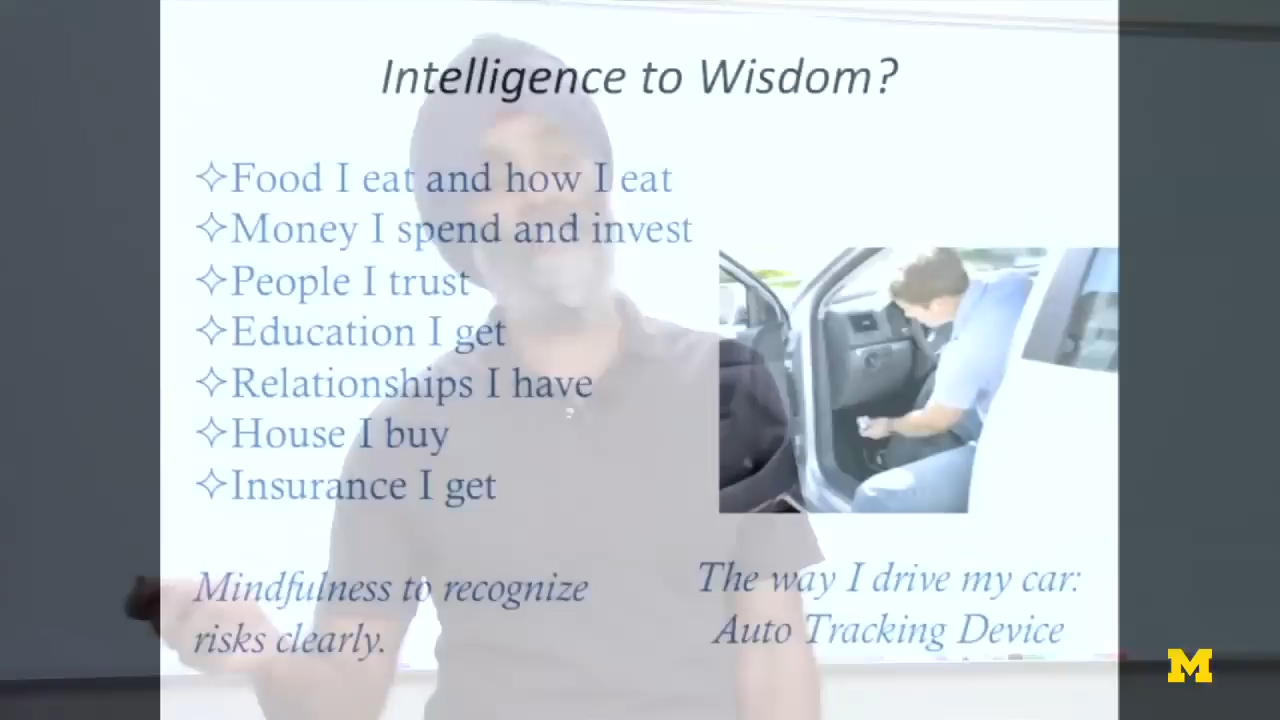 Intelligence to Wisdom?
✧Food I eat and how I eat
✧Money I spend and invest
✧People I trust
✧Education I get
✧Relationships I have
✧House I buy
✧Insurance I get
Mindfulness to recognize
risks clearly.
The way I drive my car:
Auto Tracking Device
M